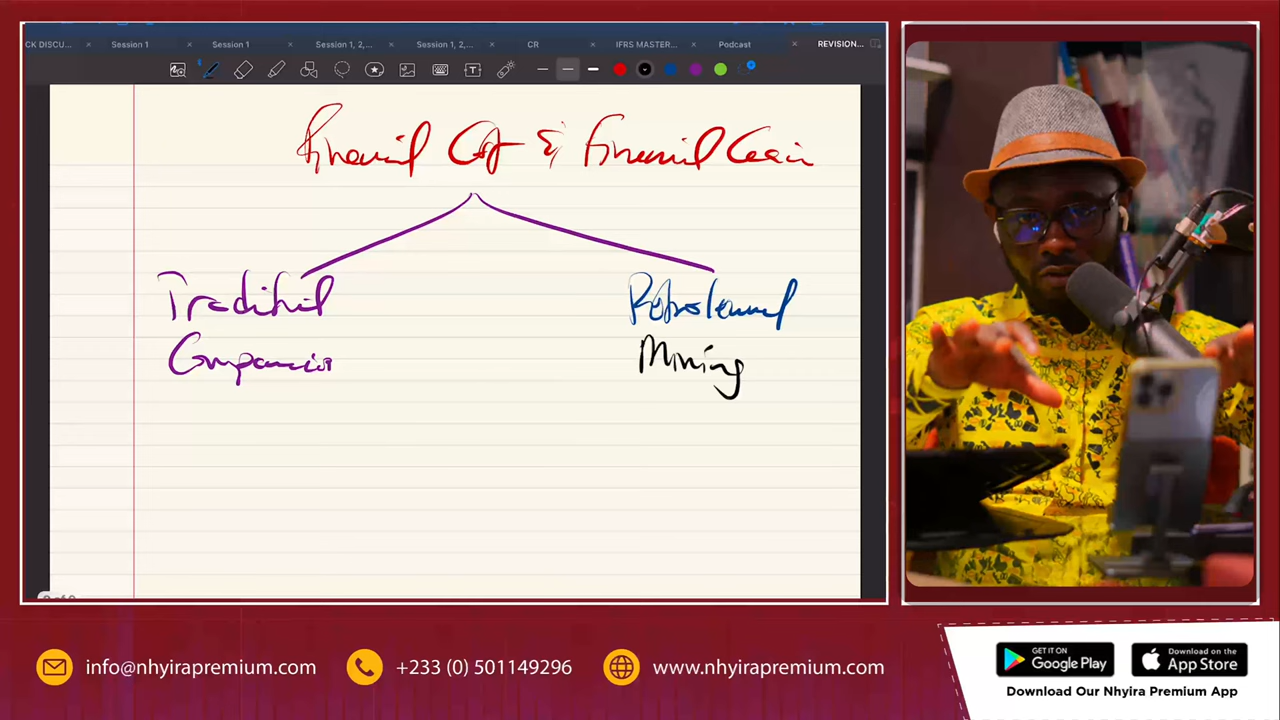 CK DISCU... Session 1 Session 1 Session 1, 2,... Session 1, 2,... CR IFRS MASTER... Podcast REVISION...
Financial Cost & Financial Gain
Traditional
Companies
Petroleum
Mining
info@nhyirapremium.com
+233 (0) 501149296
www.nhyirapremium.com
GET IT ON
Google Play
Download on the
App Store
Download Our Nhyira Premium App